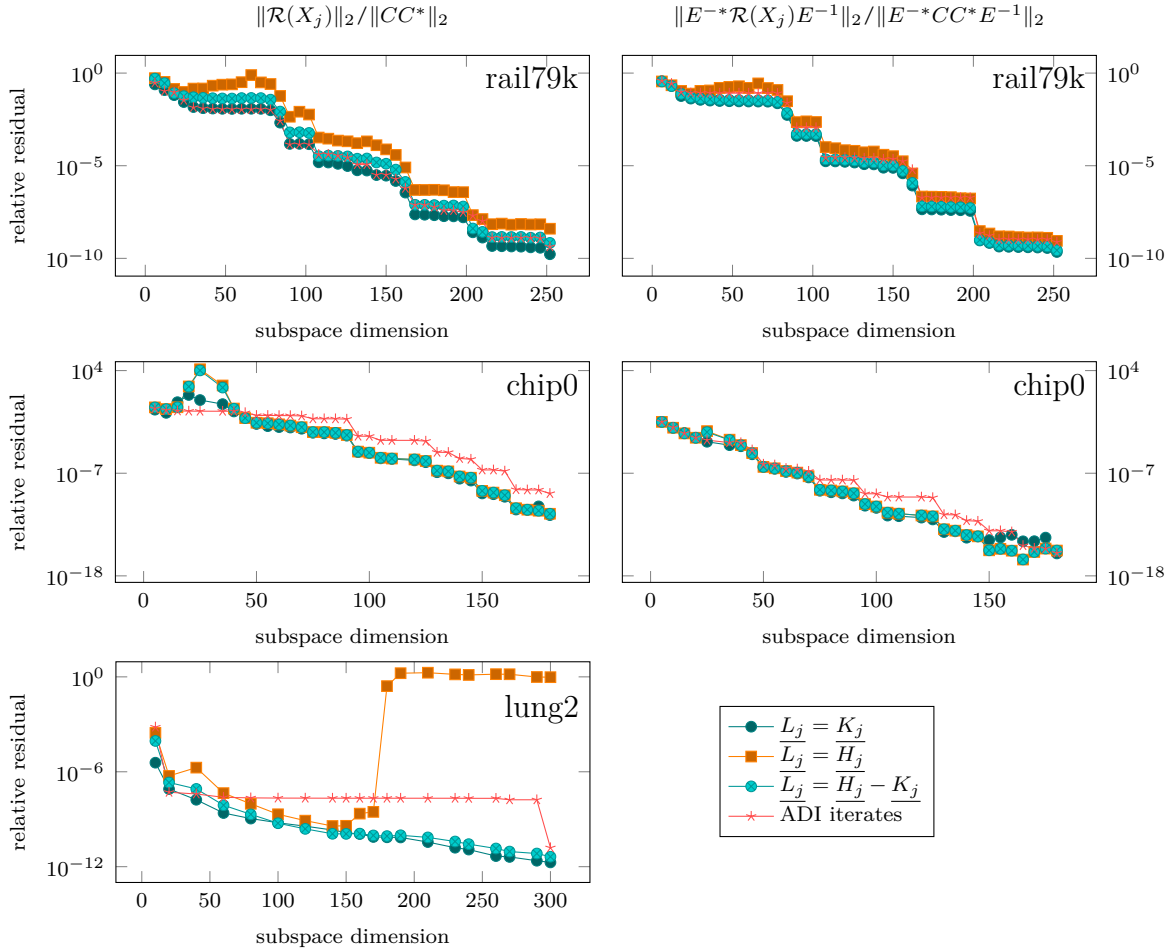 ‖R(X_j)‖₂/‖CC*‖₂
‖E^{-*}R(X_j)E^{-1}‖₂/‖E^{-*}CC*E^{-1}‖₂
relative residual
10^0
10^{-5}
10^{-10}
rail79k
0 50 100 150 200 250
subspace dimension
rail79k
10^0
10^{-5}
10^{-10}
0 50 100 150 200 250
subspace dimension
relative residual
10^4
10^{-7}
10^{-18}
chip0
0 50 100 150
subspace dimension
chip0
10^4
10^{-7}
10^{-18}
0 50 100 150
subspace dimension
relative residual
10^0
10^{-6}
10^{-12}
lung2
0 50 100 150 200 250 300
subspace dimension
L_j = K_j
L_j = H_j
L_j = H_j - K_j
ADI iterates